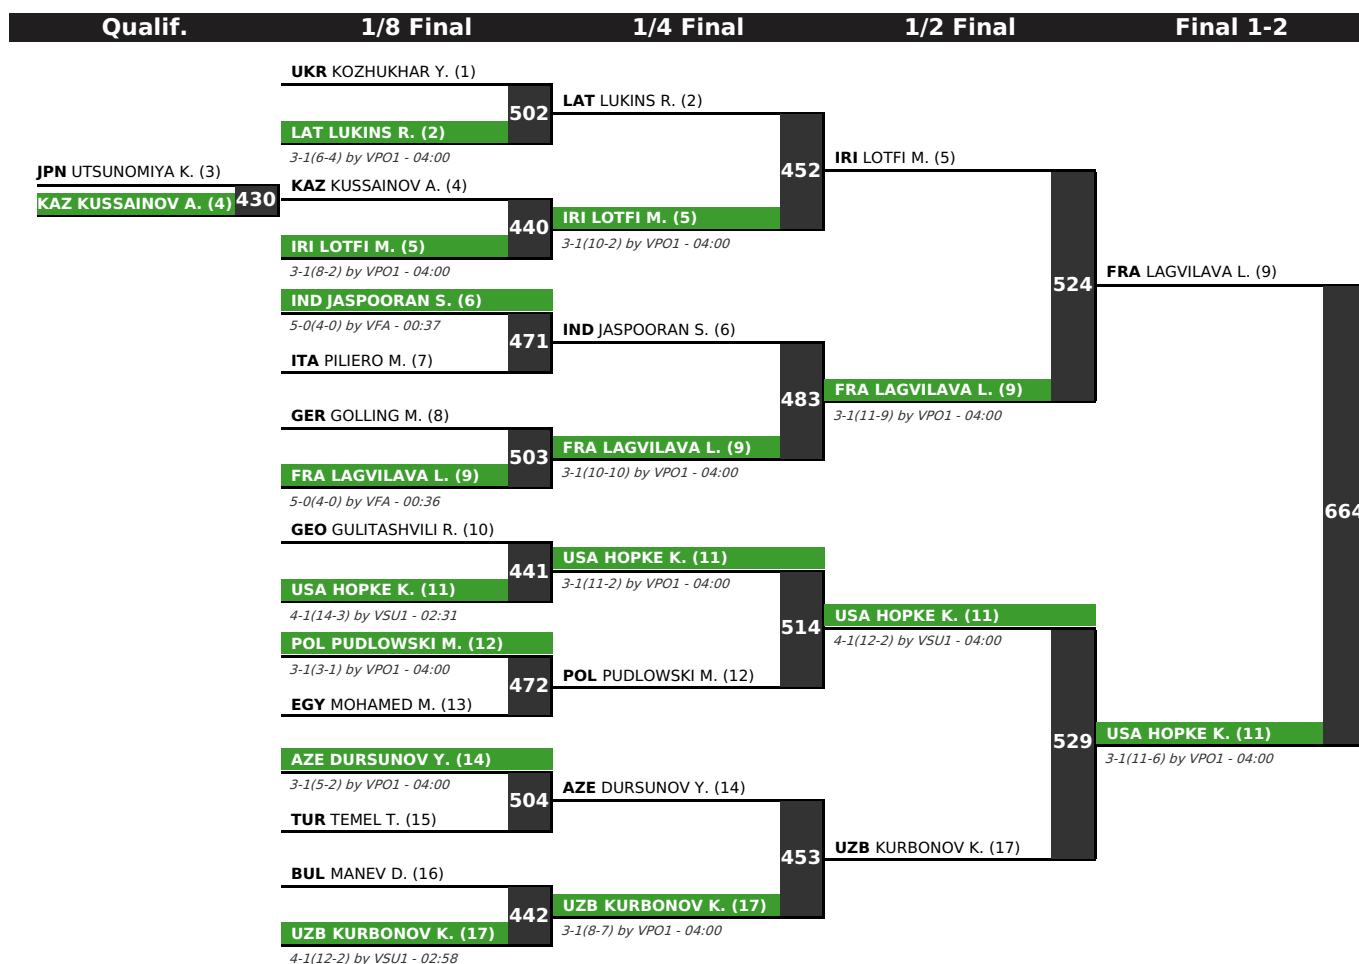 Qualif. 1/8 Final 1/4 Final 1/2 Final Final 1-2
UKR KOZHUKHAR Y. (1)
502
LAT LUKINS R. (2)
3-1(6-4) by VPO1 - 04:00
JPN UTSUNOMIYA K. (3)
KAZ KUSSAINOV A. (4)
430
KAZ KUSSAINOV A. (4)
440
IRI LOTFI M. (5)
3-1(8-2) by VPO1 - 04:00
IND JASPOORAN S. (6)
5-0(4-0) by VFA - 00:37
471
ITA PILIERO M. (7)
GER GOLLING M. (8)
503
FRA LAGVILAVA L. (9)
5-0(4-0) by VFA - 00:36
GEO GULITASHVILI R. (10)
441
USA HOPKE K. (11)
4-1(14-3) by VSU1 - 02:31
POL PUDLOWSKI M. (12)
3-1(3-1) by VPO1 - 04:00
472
EGY MOHAMED M. (13)
AZE DURSUNOV Y. (14)
3-1(5-2) by VPO1 - 04:00
504
TUR TEMEL T. (15)
BUL MANEV D. (16)
442
UZB KURBONOV K. (17)
4-1(12-2) by VSU1 - 02:58
LAT LUKINS R. (2)
452
IRI LOTFI M. (5)
3-1(10-2) by VPO1 - 04:00
IND JASPOORAN S. (6)
483
FRA LAGVILAVA L. (9)
3-1(10-10) by VPO1 - 04:00
USA HOPKE K. (11)
3-1(11-2) by VPO1 - 04:00
514
POL PUDLOWSKI M. (12)
AZE DURSUNOV Y. (14)
453
UZB KURBONOV K. (17)
3-1(8-7) by VPO1 - 04:00
IRI LOTFI M. (5)
524
FRA LAGVILAVA L. (9)
3-1(11-9) by VPO1 - 04:00
USA HOPKE K. (11)
4-1(12-2) by VSU1 - 04:00
529
UZB KURBONOV K. (17)
FRA LAGVILAVA L. (9)
664
USA HOPKE K. (11)
3-1(11-6) by VPO1 - 04:00